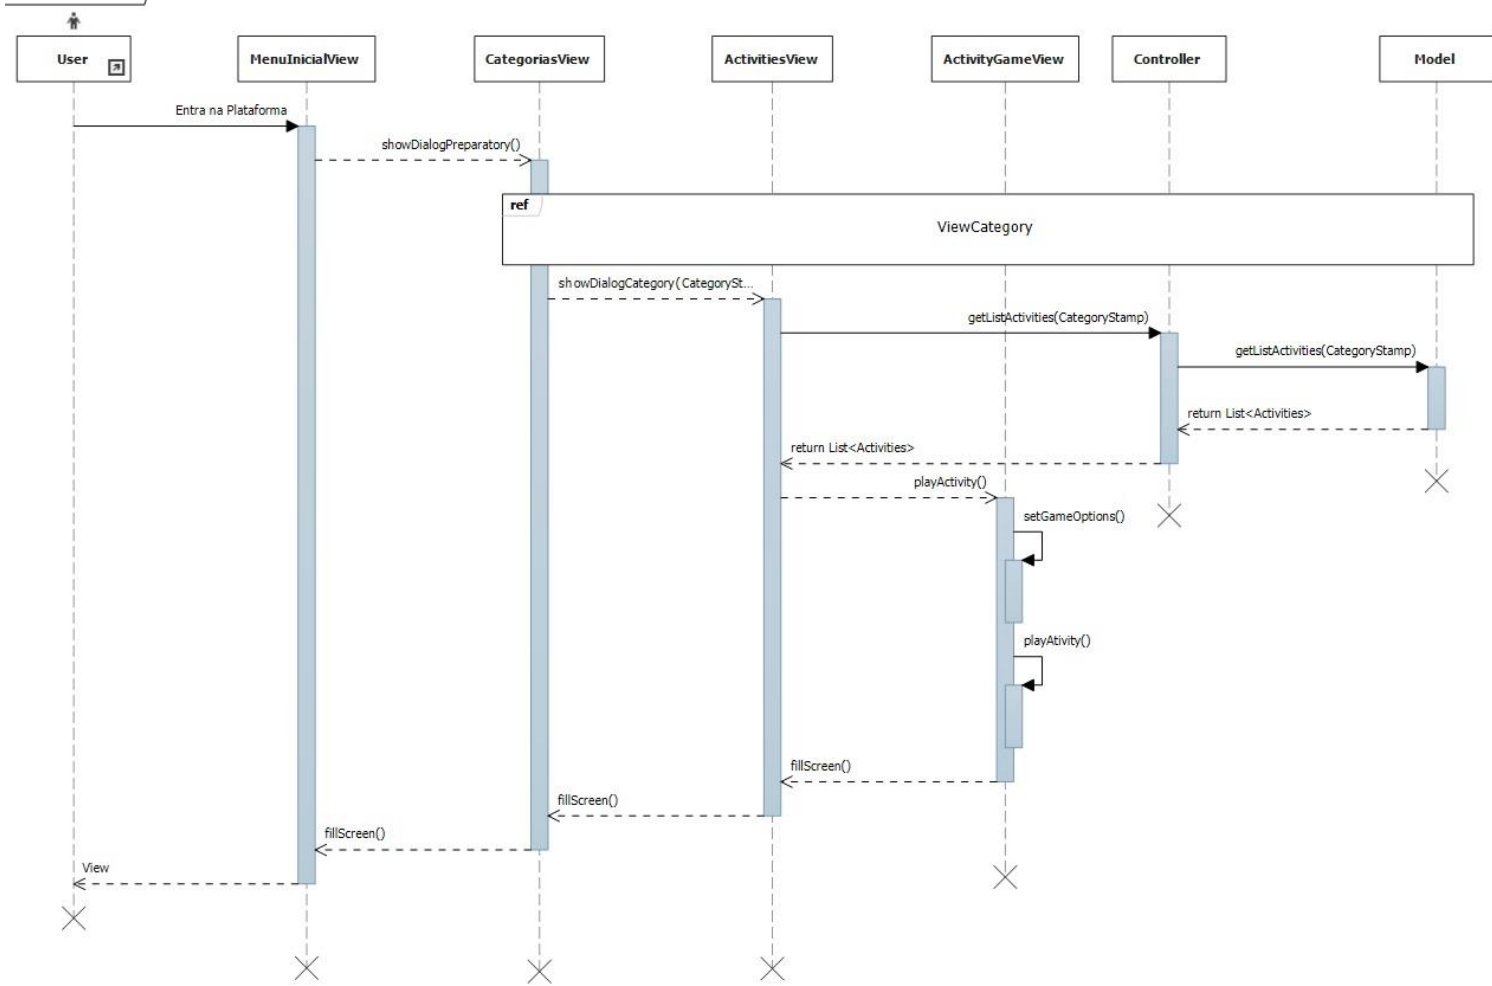 User
MenuInicialView
CategoriasView
ActivitiesView
ActivityGameView
Controller
Model
Entra na Plataforma
showDialogPreparatory()
ref
ViewCategory
showDialogCategory(CategorySt...
getListActivities(CategoryStamp)
getListActivities(CategoryStamp)
return List<Activities>
return List<Activities>
playActivity()
setGameOptions()
playAtivity()
fillScreen()
fillScreen()
fillScreen()
View